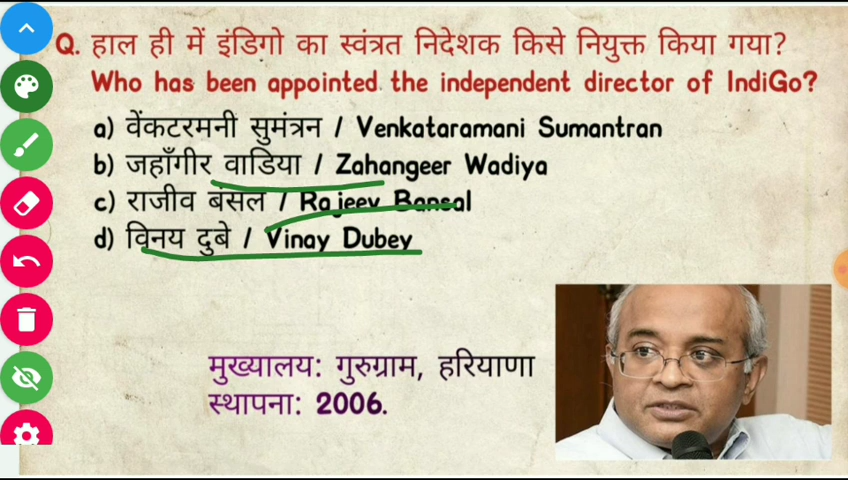 Q. हाल ही में इंडिगो का स्वंत्रत निदेशक किसे नियुक्त किया गया?
Who has been appointed the independent director of IndiGo?
a) वेंकटरमनी सुमंत्रन / Venkataramani Sumantran
b) जहाँगीर वाडिया / Zahangeer Wadiya
c) राजीव बंसल / Rajeev Bansal
d) विनय दुबे / Vinay Dubey
मुख्यालय: गुरुग्राम, हरियाणा
स्थापना: 2006.